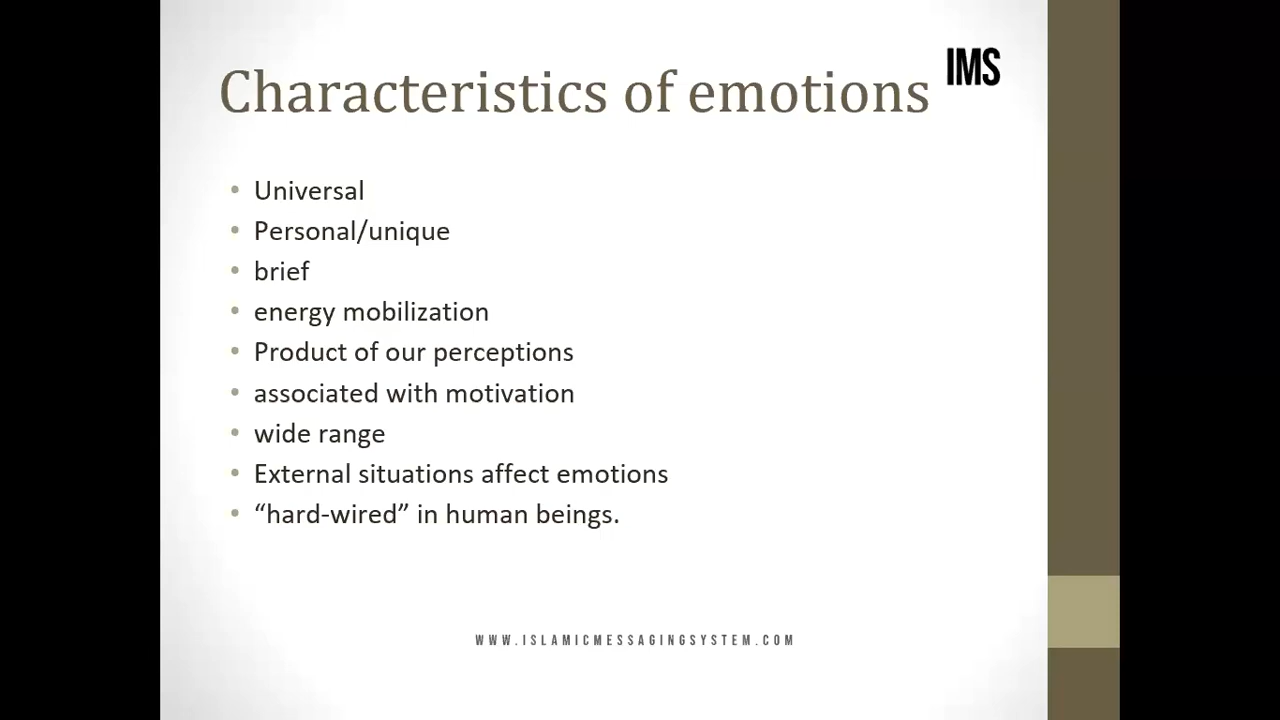 Characteristics of emotions
IMS
• Universal
• Personal/unique
• brief
• energy mobilization
• Product of our perceptions
• associated with motivation
• wide range
• External situations affect emotions
• “hard-wired” in human beings.
WWW.ISLAMICMESSAGINGSYSTEM.COM